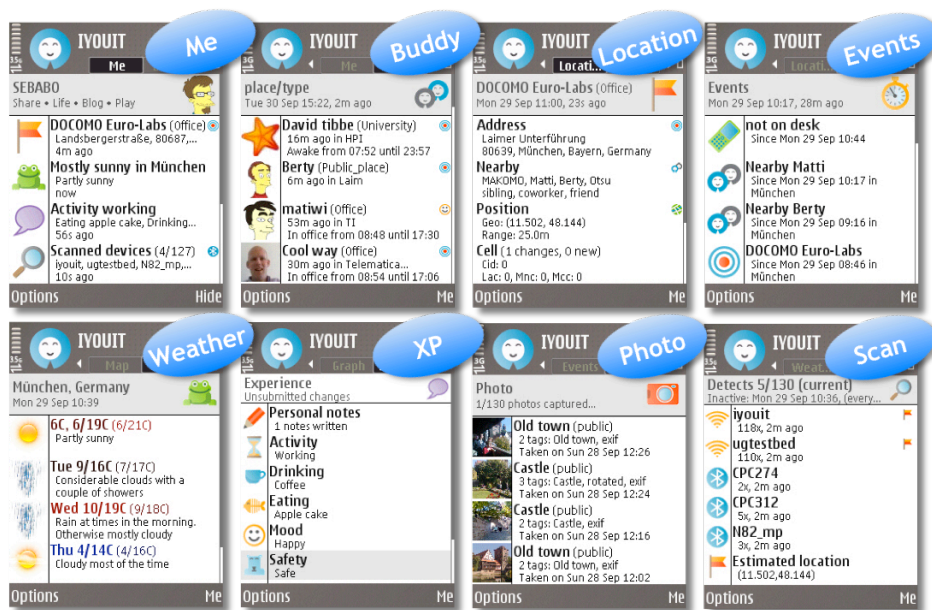 IYOUIT
Me
Me
SEBABO
Share • Life • Blog • Play
DOCOMO Euro-Labs (Office)
Landsbergerstraße, 80687,...
4m ago
Mostly sunny in München
Partly sunny
now
Activity working
Eating apple cake, Drinking...
56s ago
Scanned devices (4/127)
iyouit, ugtestbed, N82_mp,...
10s ago
Options
Hide
3.5G
IYOUIT
Buddy
Me
place/type
Tue 30 Sep 15:22, 2m ago
David tibbe (University)
16m ago in HPI
Awake from 07:52 until 23:57
Berty (Public_place)
6m ago in Laim
matiwi (Office)
53m ago in TI
In office from 08:48 until 17:30
Cool way (office)
30m ago in Telematica...
In office from 08:54 until 17:06
Options
Me
3G
IYOUIT
Location
Locati...
DOCOMO Euro-Labs (Office)
Mon 29 Sep 11:00, 23s ago
Address
Laimer Unterführung
80639, München, Bayern, Germany
Nearby
MAKOMO, Matti, Berty, Otsu
sibling, coworker, friend
Position
Geo: (11.502, 48.144)
Range: 25.0m
Cell (1 changes, 0 new)
Cid: 0
Lac: 0, Mnc: 0, Mcc: 0
Options
Me
3.5G
IYOUIT
Events
Locati...
Events
Mon 29 Sep 10:17, 28m ago
not on desk
Since Mon 29 Sep 10:44
Nearby Matti
Since Mon 29 Sep 10:17 in
München
Nearby Berty
Since Mon 29 Sep 09:16 in
München
DOCOMO Euro-Labs
Since Mon 29 Sep 08:46 in
München
Options
Me
3G
IYOUIT
Weather
Map
München, Germany
Mon 29 Sep 10:39
6C, 6/19C (6/21C)
Partly sunny
Tue 9/16C (7/17C)
Considerable clouds with a
couple of showers
Wed 10/19C (9/18C)
Rain at times in the morning.
Otherwise mostly cloudy
Thu 4/14C (4/16C)
Cloudy most of the time
Options
Me
3.5G
IYOUIT
XP
Graph
Experience
Unsubmitted changes
Personal notes
1 notes written
Activity
Working
Drinking
Coffee
Eating
Apple cake
Mood
Happy
Safety
Safe
Options
Me
3.5G
IYOUIT
Photo
Events
Photo
1/130 photos captured...
Old town (public)
2 tags: Old town, exif
Taken on Sun 28 Sep 12:26
Castle (public)
3 tags: Castle, rotated, exif
Taken on Sun 28 Sep 12:24
Castle (public)
2 tags: Castle, exif
Taken on Sun 28 Sep 12:16
Old town (public)
2 tags: Old town, exif
Taken on Sun 28 Sep 12:02
Options
Me
3G
IYOUIT
Scan
Weat...
Detects 5/130 (current)
Inactive: Mon 29 Sep 10:36, (every...
iyouit
118x, 2m ago
ugtestbed
110x, 2m ago
CPC274
2x, 2m ago
CPC312
5x, 2m ago
N82_mp
3x, 2m ago
Estimated location
(11.502,48.144)
Options
Me
3.5G